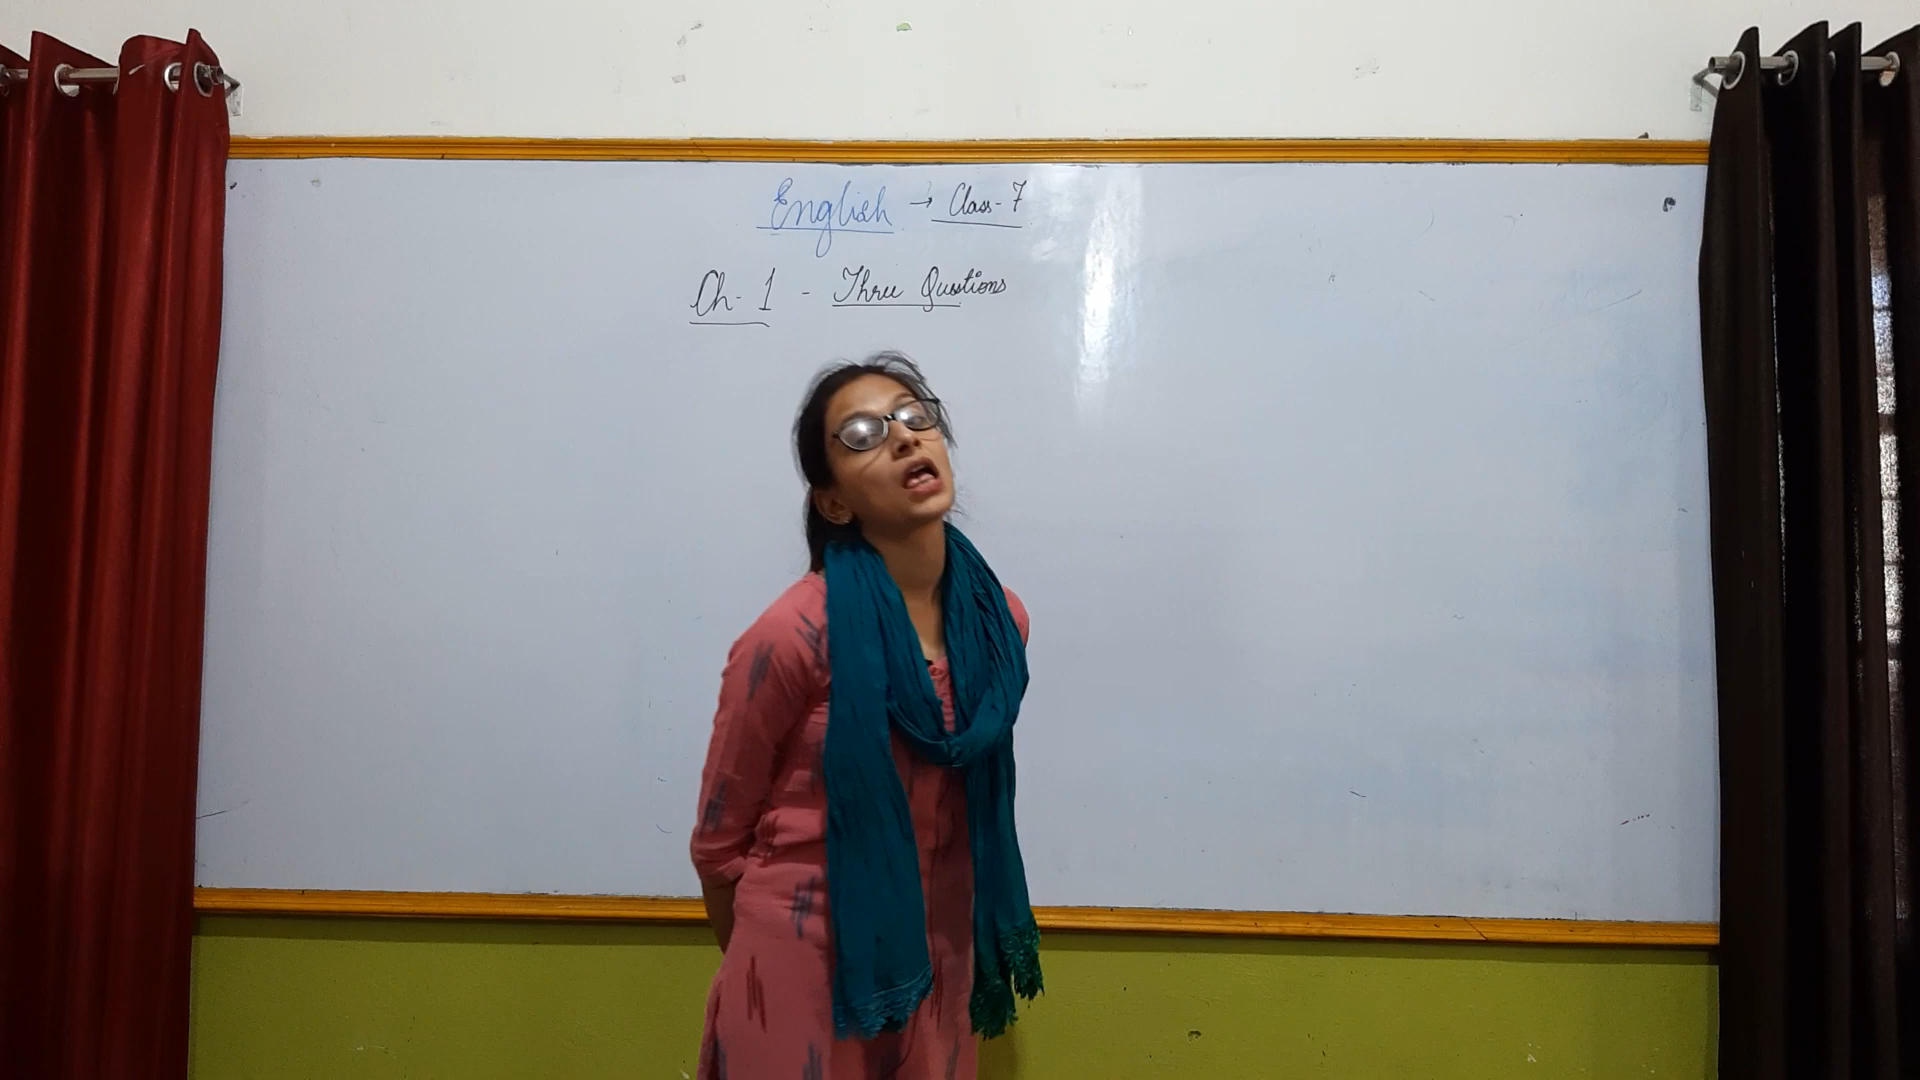 English → Class-7
Ch-1 - Three Questions